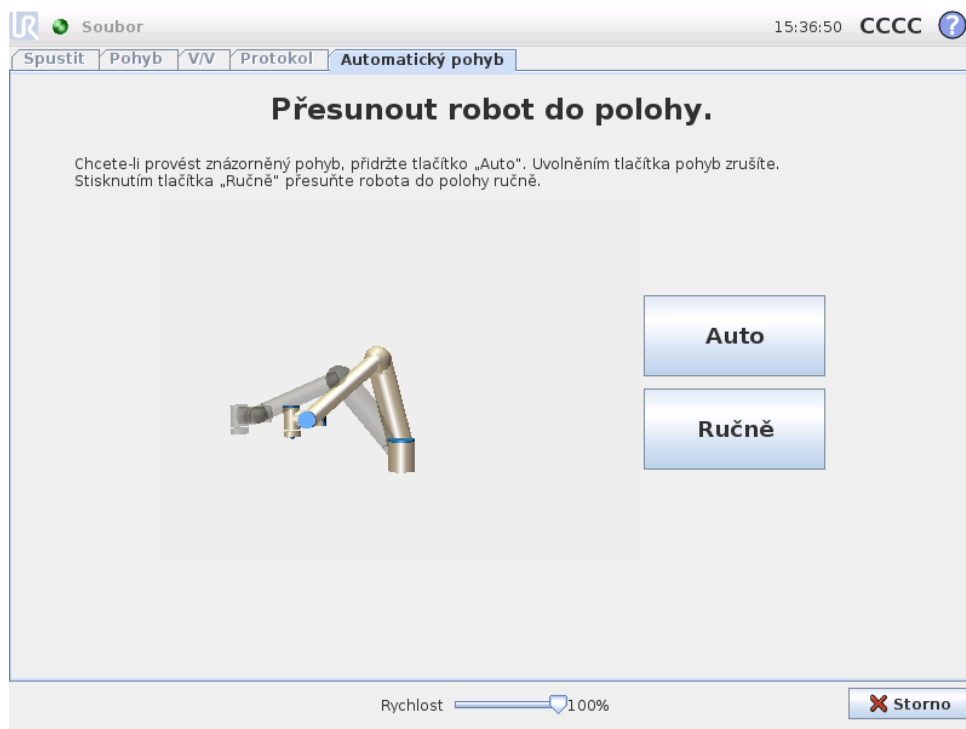 UR Soubor 15:36:50 CCCC ?
Spustit Pohyb V/V Protokol Automatický pohyb
Přesunout robot do polohy.
Chcete-li provést znázorněný pohyb, přidržte tlačítko „Auto". Uvolněním tlačítka pohyb zrušíte.
Stisknutím tlačítka „Ručně" přesuňte robota do polohy ručně.
Auto
Ručně
Rychlost 100% Storno